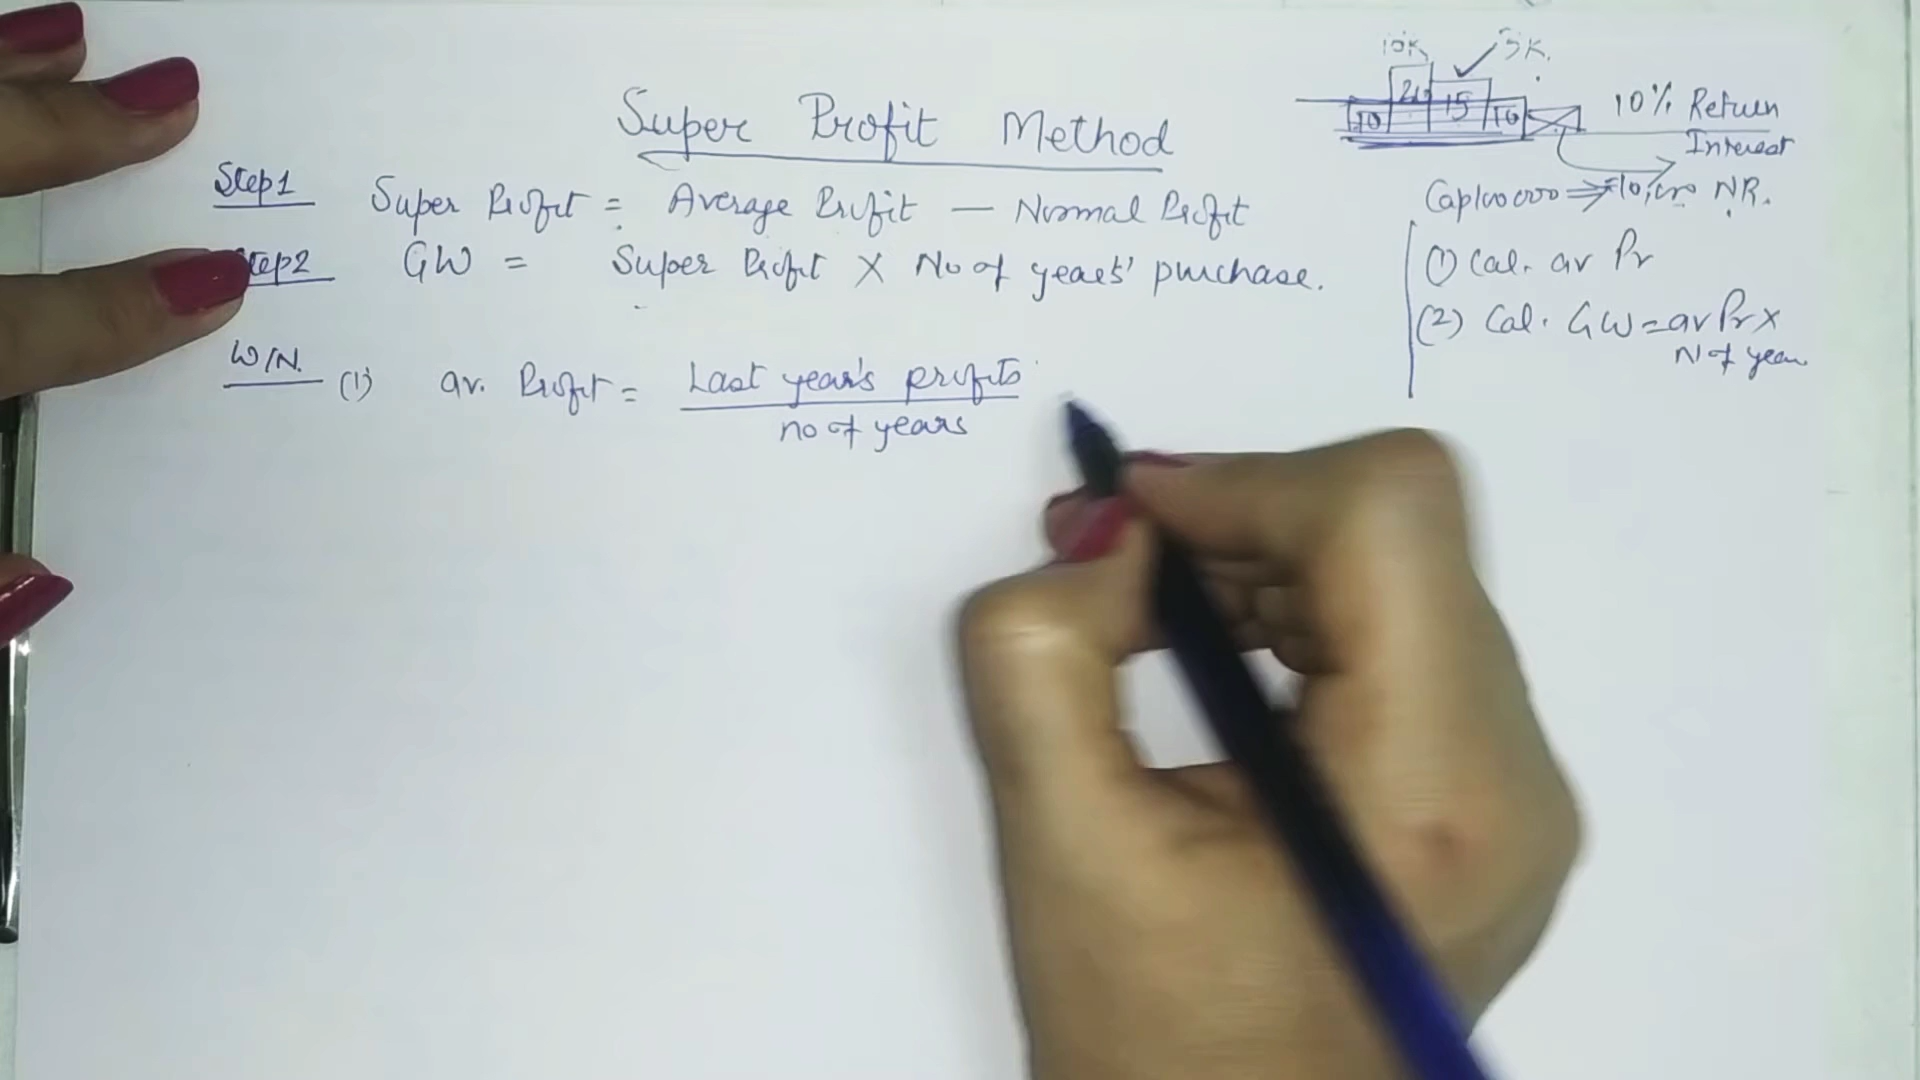 Super Profit Method
Step1 Super Profit = Average Profit — Normal Profit
Step2 GW = Super Profit X No of years' purchase.
W/N. (1) av. Profit = Last year's profits
no of years
10K 5K.
10 20 15 10
10% Return
Interest
Cap 100000 ⇒ 10,000 NR.
(1) Cal. av Pr
(2) Cal. GW = av Pr X
N of year